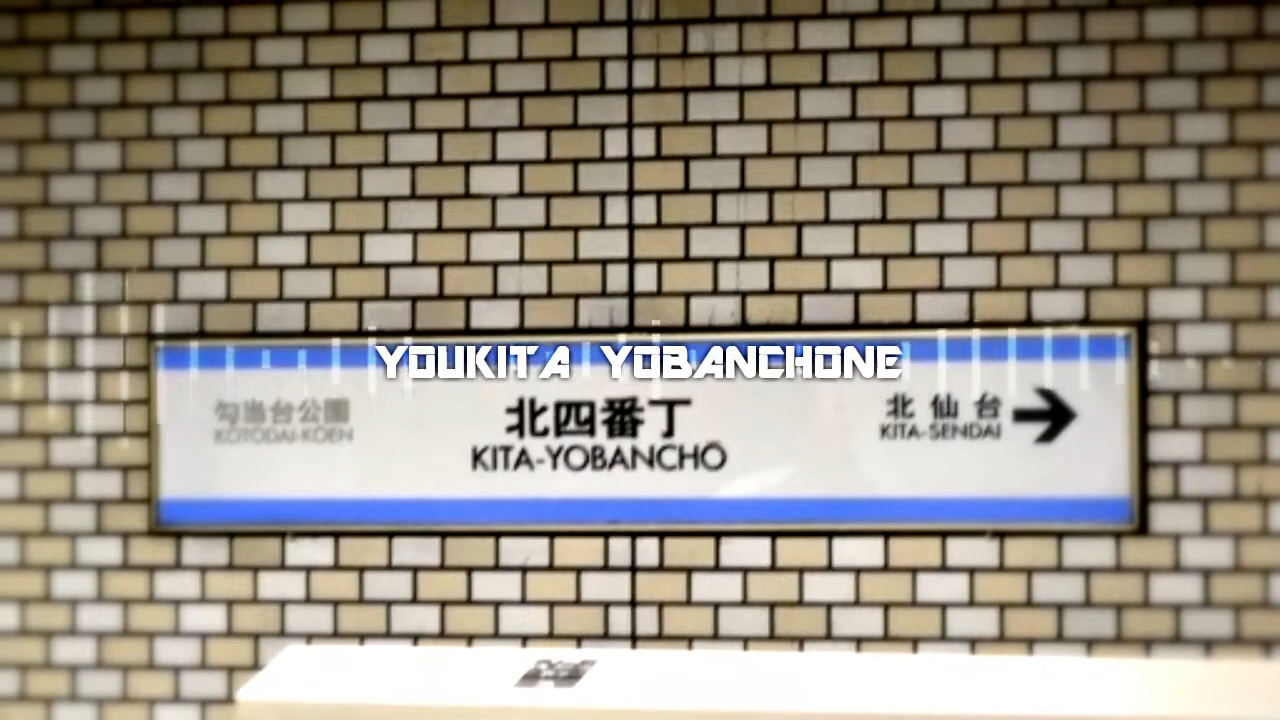 YOUKITA YOBANCHONE
勾当台公園
KOTODAI-KOEN
北四番丁
KITA-YOBANCHŌ
北仙台
KITA-SENDAI